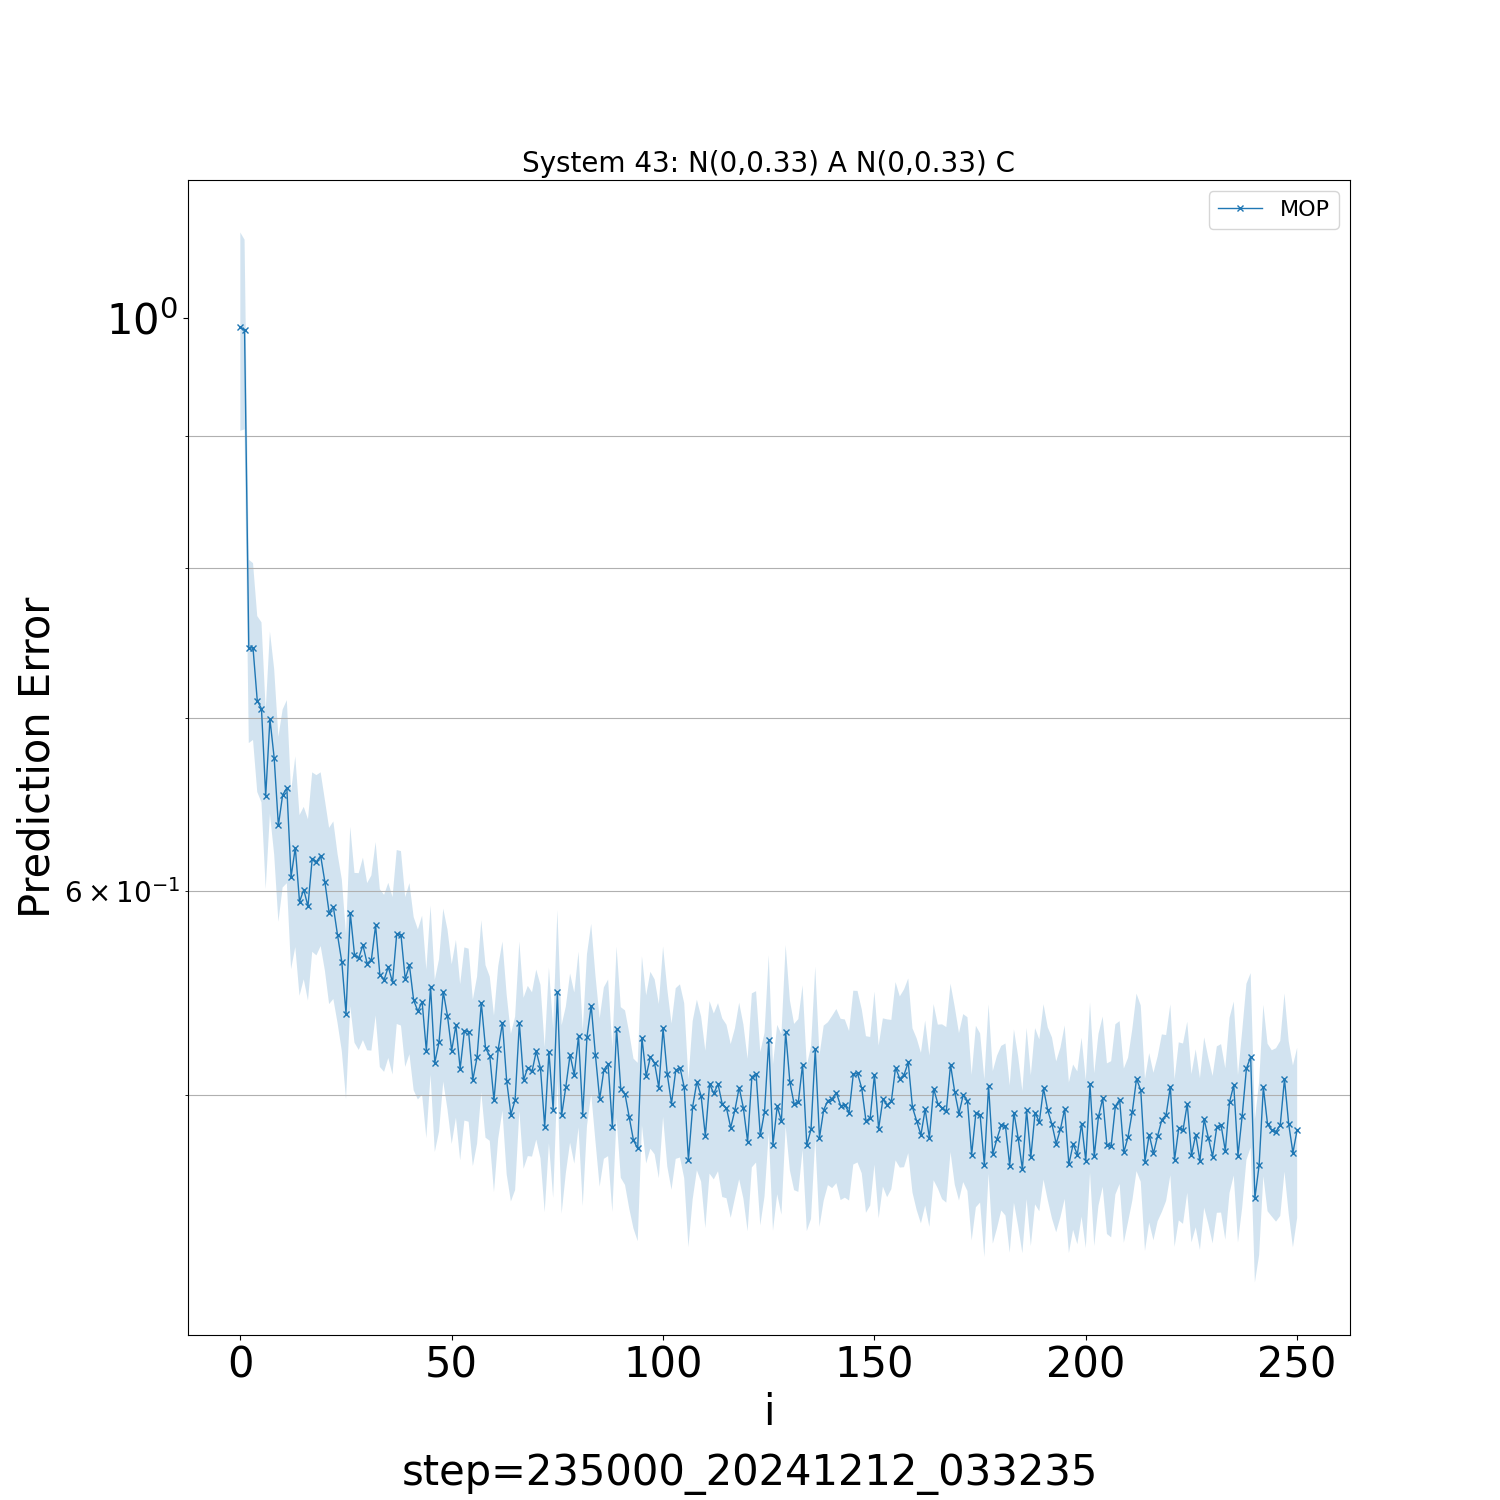 System 43: N(0,0.33) A N(0,0.33) C
MOP
10⁰
6 × 10⁻¹
Prediction Error
0 50 100 150 200 250
i
step=235000_20241212_033235